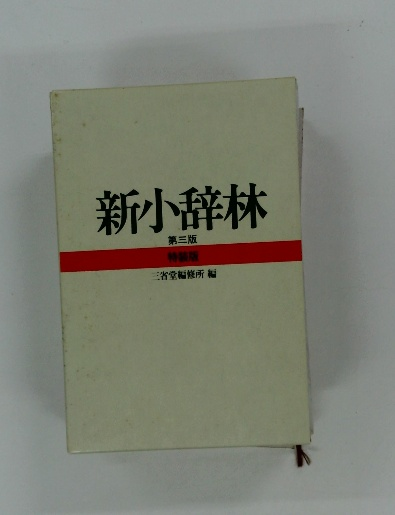 新小辞林
第三版
特装版
三省堂編修所 編